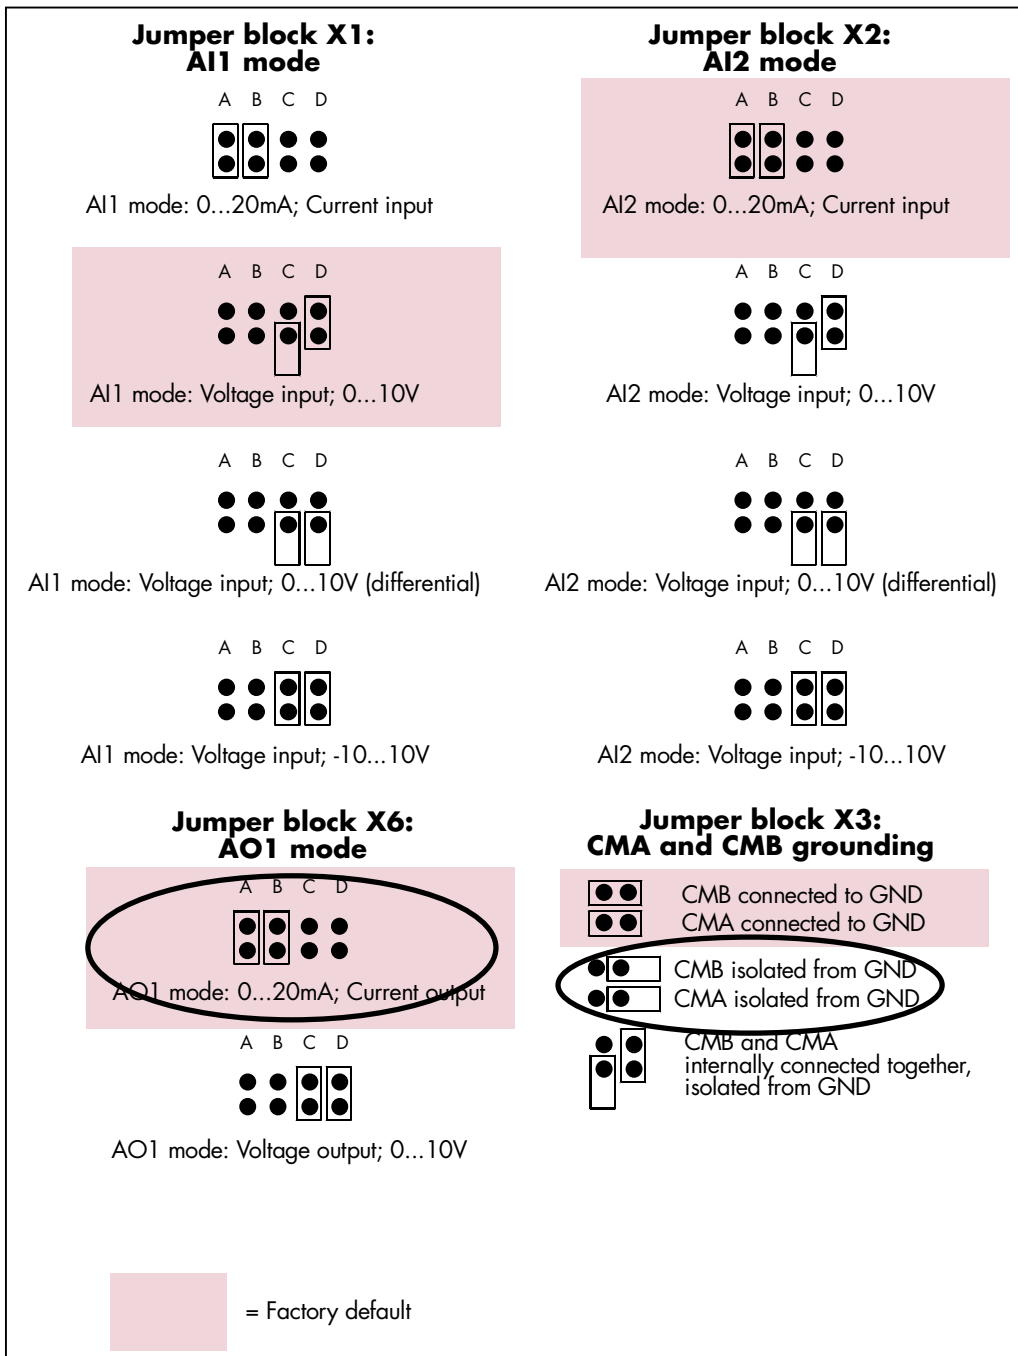 Jumper block X1:
AI1 mode
A B C D
AI1 mode: 0...20mA; Current input
A B C D
AI1 mode: Voltage input; 0...10V
A B C D
AI1 mode: Voltage input; 0...10V (differential)
A B C D
AI1 mode: Voltage input; -10...10V
Jumper block X2:
AI2 mode
A B C D
AI2 mode: 0...20mA; Current input
A B C D
AI2 mode: Voltage input; 0...10V
A B C D
AI2 mode: Voltage input; 0...10V (differential)
A B C D
AI2 mode: Voltage input; -10...10V
Jumper block X6:
AO1 mode
A B C D
AO1 mode: 0...20mA; Current output
A B C D
AO1 mode: Voltage output; 0...10V
Jumper block X3:
CMA and CMB grounding
CMB connected to GND
CMA connected to GND
CMB isolated from GND
CMA isolated from GND
CMB and CMA
internally connected together,
isolated from GND
= Factory default